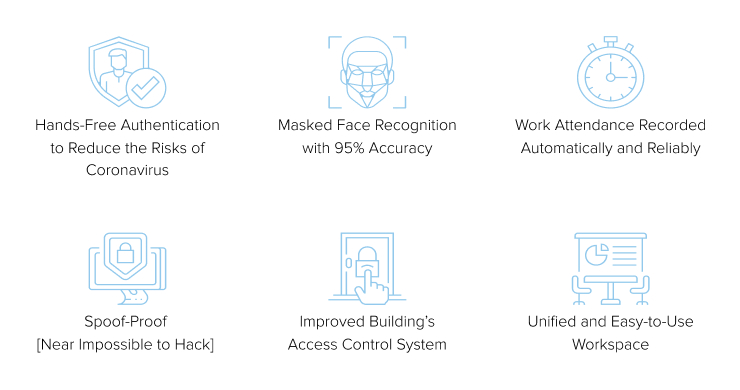 Hands-Free Authentication
to Reduce the Risks of
Coronavirus
Masked Face Recognition
with 95% Accuracy
Work Attendance Recorded
Automatically and Reliably
Spoof-Proof
[Near Impossible to Hack]
Improved Building's
Access Control System
Unified and Easy-to-Use
Workspace